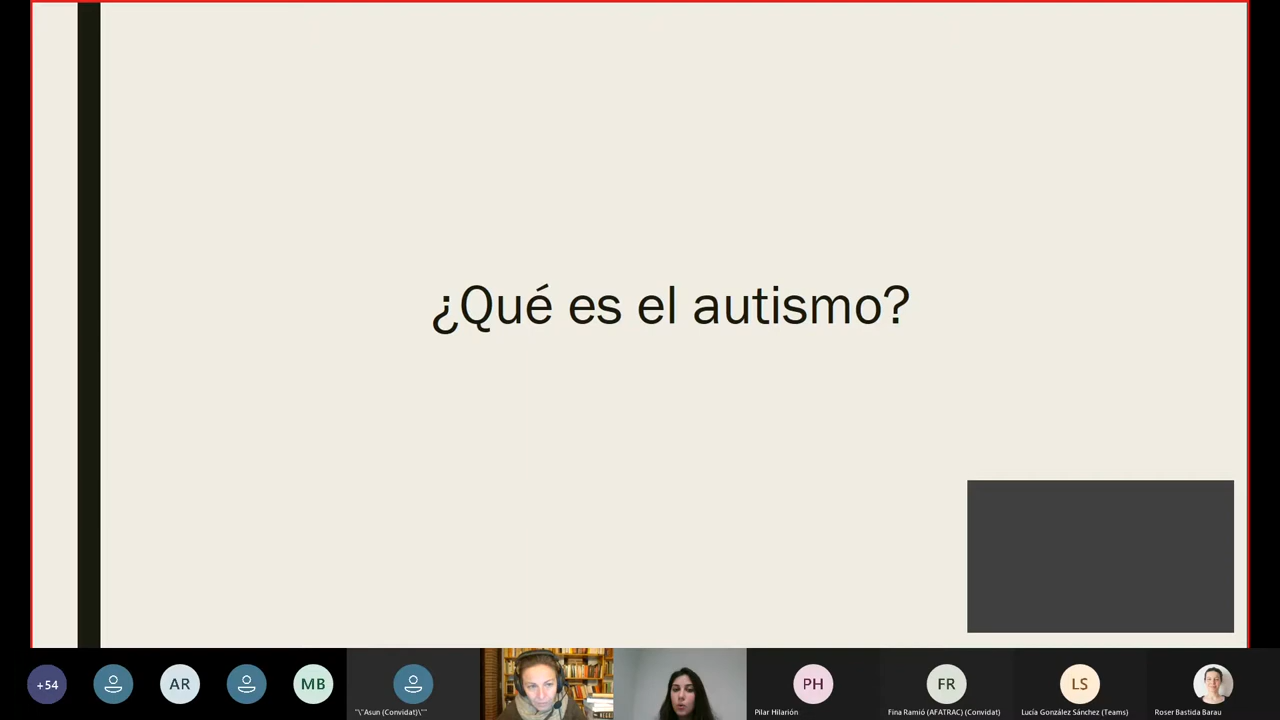 ¿Qué es el autismo?
+54
AR
MB
"\"Asun (Convidat)\""
PH
Pilar Hilarión
FR
Fina Ramió (AFATRAC) (Convidat)
LS
Lucía González Sánchez (Teams)
Roser Bastida Barau